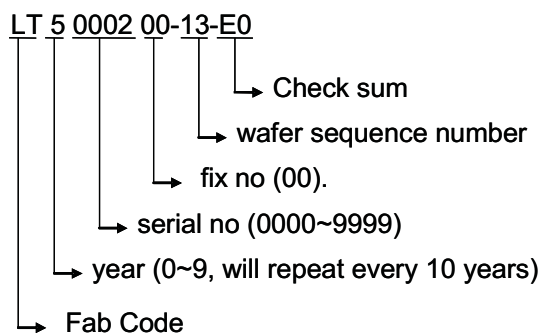 LT 5 0002 00-13-E0
Check sum
wafer sequence number
fix no (00).
serial no (0000~9999)
year (0~9, will repeat every 10 years)
Fab Code